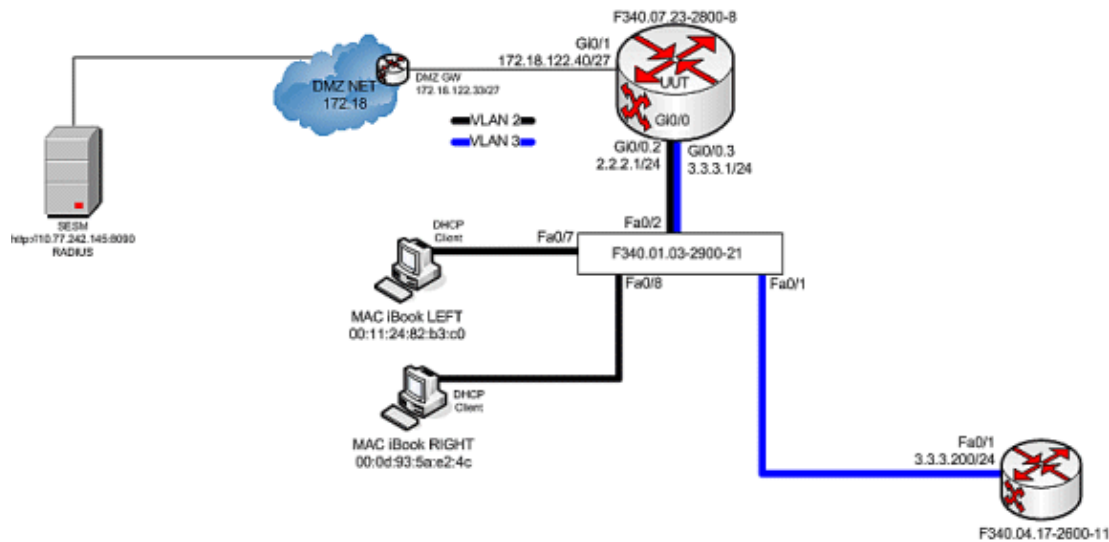 F340.07.23-2800-8
Gi0/1
172.18.122.40/27
DMZ NET
172.18
DMZ GW
172.18.122.33/27
UUT
Gi0/0
VLAN 2
VLAN 3
Gi0/0.2
2.2.2.1/24
Gi0/0.3
3.3.3.1/24
SESM
http://10.77.242.145:8090
RADIUS
DHCP
Client
Fa0/7
Fa0/2
F340.01.03-2900-21
Fa0/8
Fa0/1
MAC iBook LEFT
00:11:24:82:b3:c0
DHCP
Client
MAC iBook RIGHT
00:0d:93:5a:e2:4c
Fa0/1
3.3.3.200/24
F340.04.17-2600-11